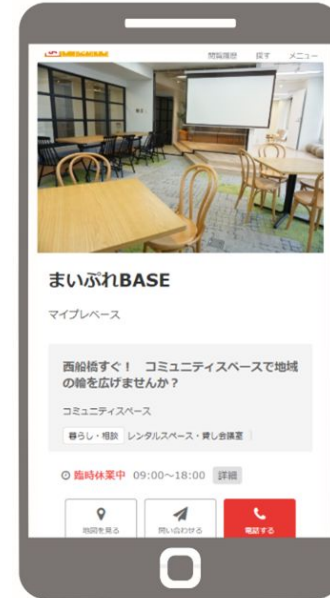 閲覧履歴 探す メニュー
まいぷれBASE
マイプレベース
西船橋すぐ！ コミュニティスペースで地域
の輪を広げませんか？
コミュニティスペース
暮らし・相談 レンタルスペース・貸し会議室
臨時休業中 09:00～18:00 詳細
地図を見る 問い合わせる 電話する